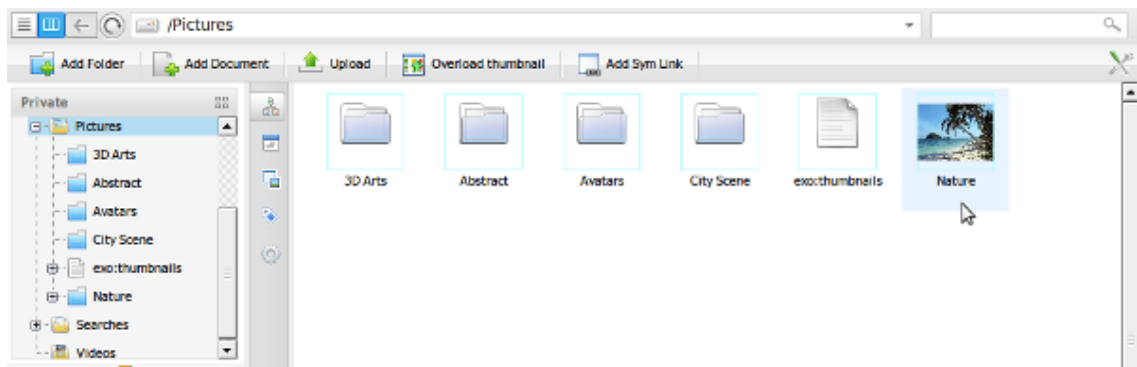 /Pictures
Add Folder Add Document Upload Overload thumbnail Add Sym Link
Private
Pictures
3D Arts
Abstract
Avatars
City Scene
exo:thumbnails
Nature
Searches
Videos
3D Arts Abstract Avatars City Scene exo:thumbnails Nature